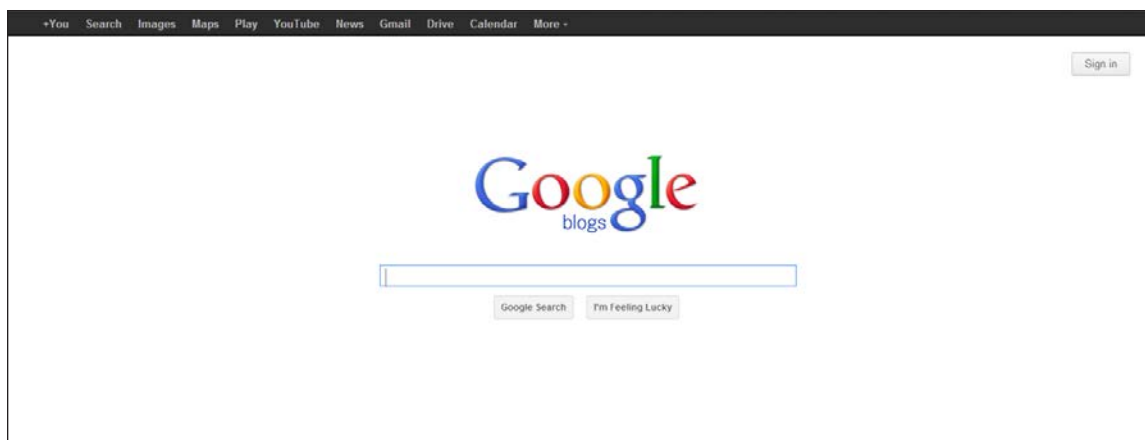 +You Search Images Maps Play YouTube News Gmail Drive Calendar More
Sign in
Google
blogs
Google Search I'm Feeling Lucky